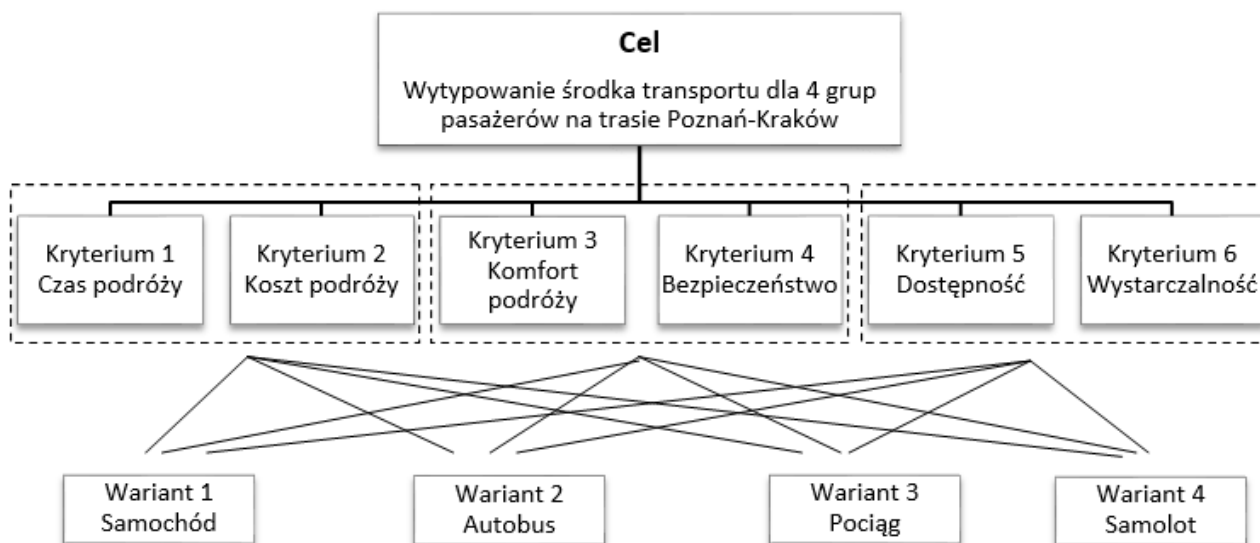 Cel
Wytypowanie środka transportu dla 4 grup
pasażerów na trasie Poznań-Kraków
Kryterium 1
Czas podróży
Kryterium 2
Koszt podróży
Kryterium 3
Komfort
podróży
Kryterium 4
Bezpieczeństwo
Kryterium 5
Dostępność
Kryterium 6
Wystarczalność
Wariant 1
Samochód
Wariant 2
Autobus
Wariant 3
Pociąg
Wariant 4
Samolot